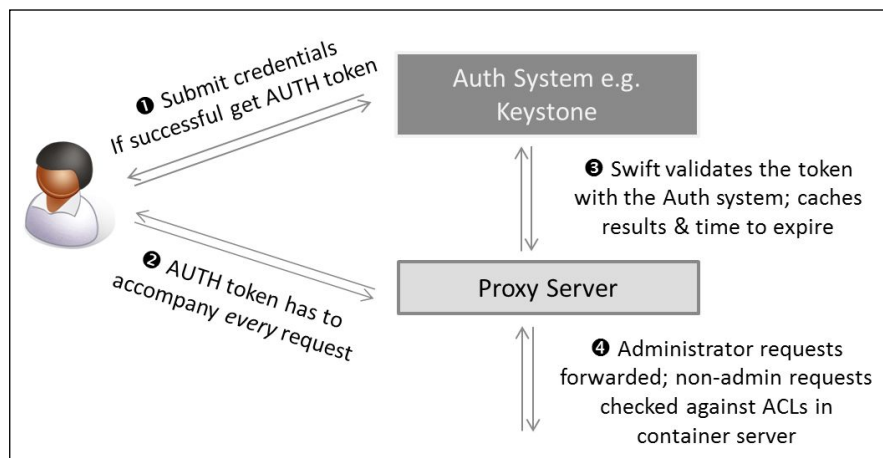 ❶ Submit credentials
If successful get AUTH token
Auth System e.g.
Keystone
❸ Swift validates the token
with the Auth system; caches
results & time to expire
❷ AUTH token has to
accompany every request
Proxy Server
❹ Administrator requests
forwarded; non-admin requests
checked against ACLs in
container server